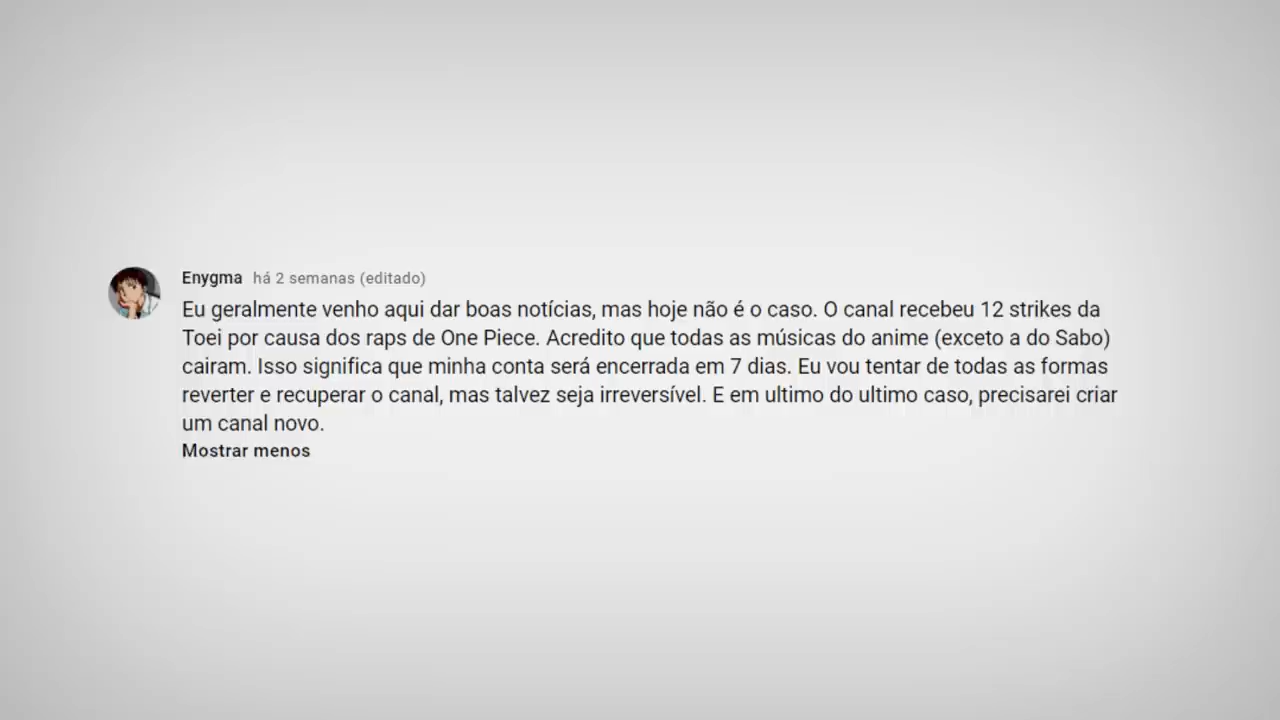 Enygma há 2 semanas (editado)
Eu geralmente venho aqui dar boas notícias, mas hoje não é o caso. O canal recebeu 12 strikes da
Toei por causa dos raps de One Piece. Acredito que todas as músicas do anime (exceto a do Sabo)
cairam. Isso significa que minha conta será encerrada em 7 dias. Eu vou tentar de todas as formas
reverter e recuperar o canal, mas talvez seja irreversível. E em ultimo do ultimo caso, precisarei criar
um canal novo.
Mostrar menos